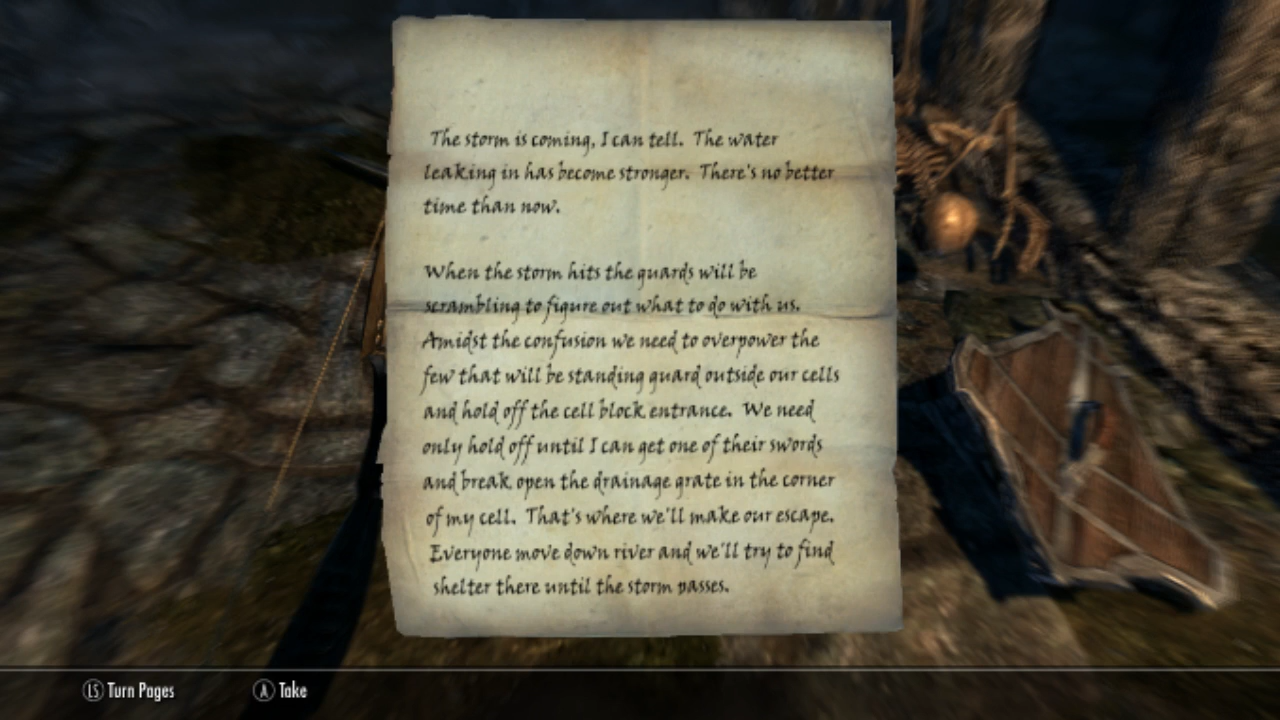 The storm is coming, I can tell. The water
leaking in has become stronger. There's no better
time than now.
When the storm hits the guards will be
scrambling to figure out what to do with us.
Amidst the confusion we need to overpower the
few that will be standing guard outside our cells
and hold off the cell block entrance. We need
only hold off until I can get one of their swords
and break open the drainage grate in the corner
of my cell. That's where we'll make our escape.
Everyone move down river and we'll try to find
shelter there until the storm passes.
LS Turn Pages
A Take